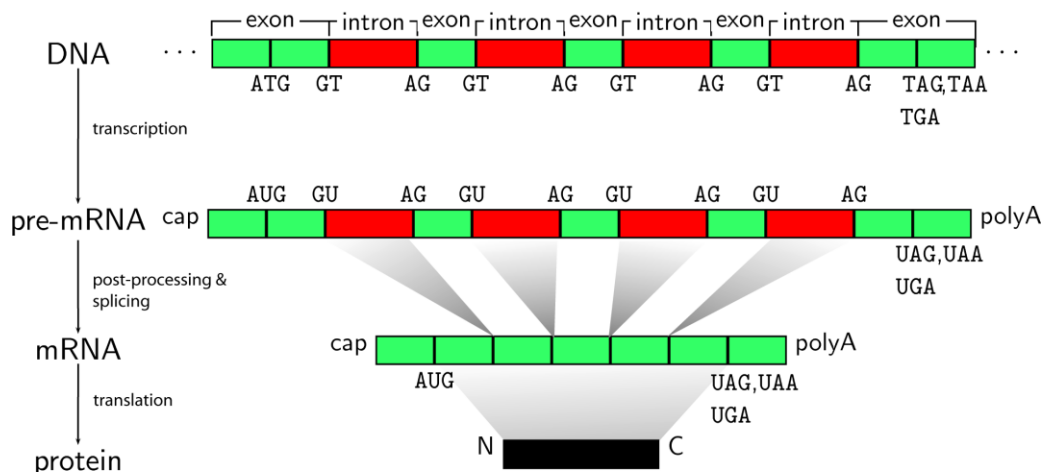 exon intron exon intron exon intron exon intron exon
DNA ... ...
ATG GT AG GT AG GT AG GT AG TAG,TAA
TGA
transcription
AUG GU AG GU AG GU AG GU AG
pre-mRNA cap polyA
UAG,UAA
UGA
post-processing &
splicing
mRNA cap polyA
AUG UAG,UAA
UGA
translation
N C
protein